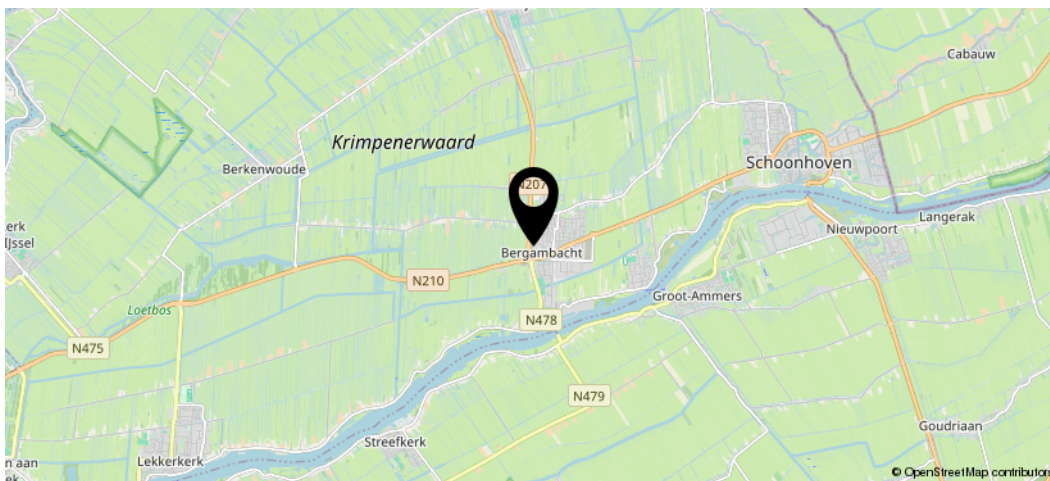 Cabauw
Krimpenerwaard
Schoonhoven
Berkenwoude
N207
Langerak
erk
IJssel
Nieuwpoort
Bergambacht
N210
Groot-Ammers
Loetbos
N478
N475
N479
Goudriaan
Streefkerk
Lekkerkerk
n aan
ek
© OpenStreetMap contributors